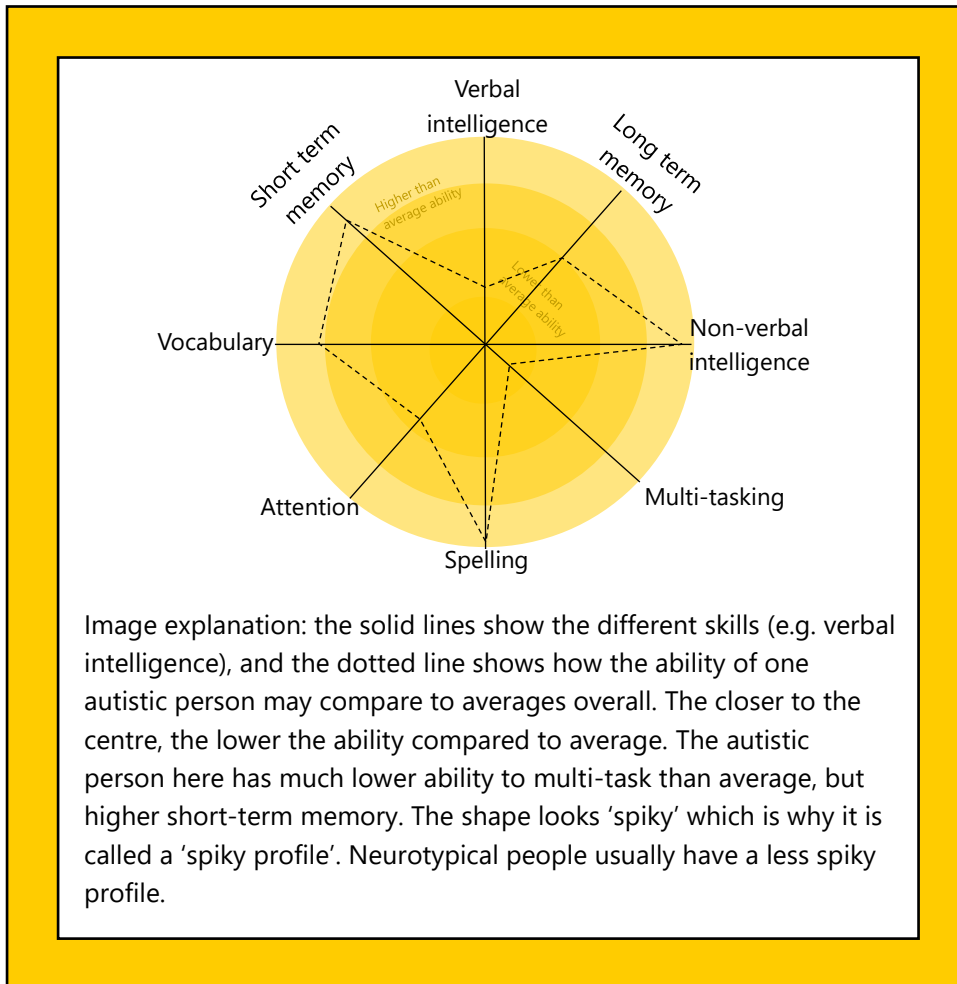 Verbal
intelligence
Long term
memory
Short term
memory
Higher than
average ability
Lower than
average ability
Vocabulary
Non-verbal
intelligence
Attention
Multi-tasking
Spelling
Image explanation: the solid lines show the different skills (e.g. verbal
intelligence), and the dotted line shows how the ability of one
autistic person may compare to averages overall. The closer to the
centre, the lower the ability compared to average. The autistic
person here has much lower ability to multi-task than average, but
higher short-term memory. The shape looks ‘spiky’ which is why it is
called a ‘spiky profile’. Neurotypical people usually have a less spiky
profile.